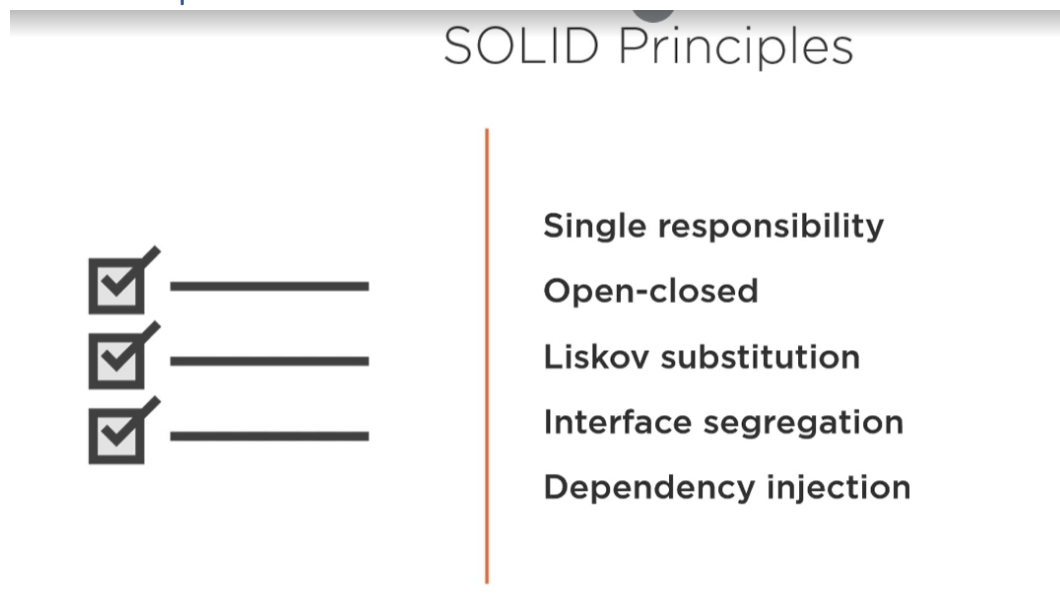 SOLID Principles
Single responsibility
Open-closed
Liskov substitution
Interface segregation
Dependency injection